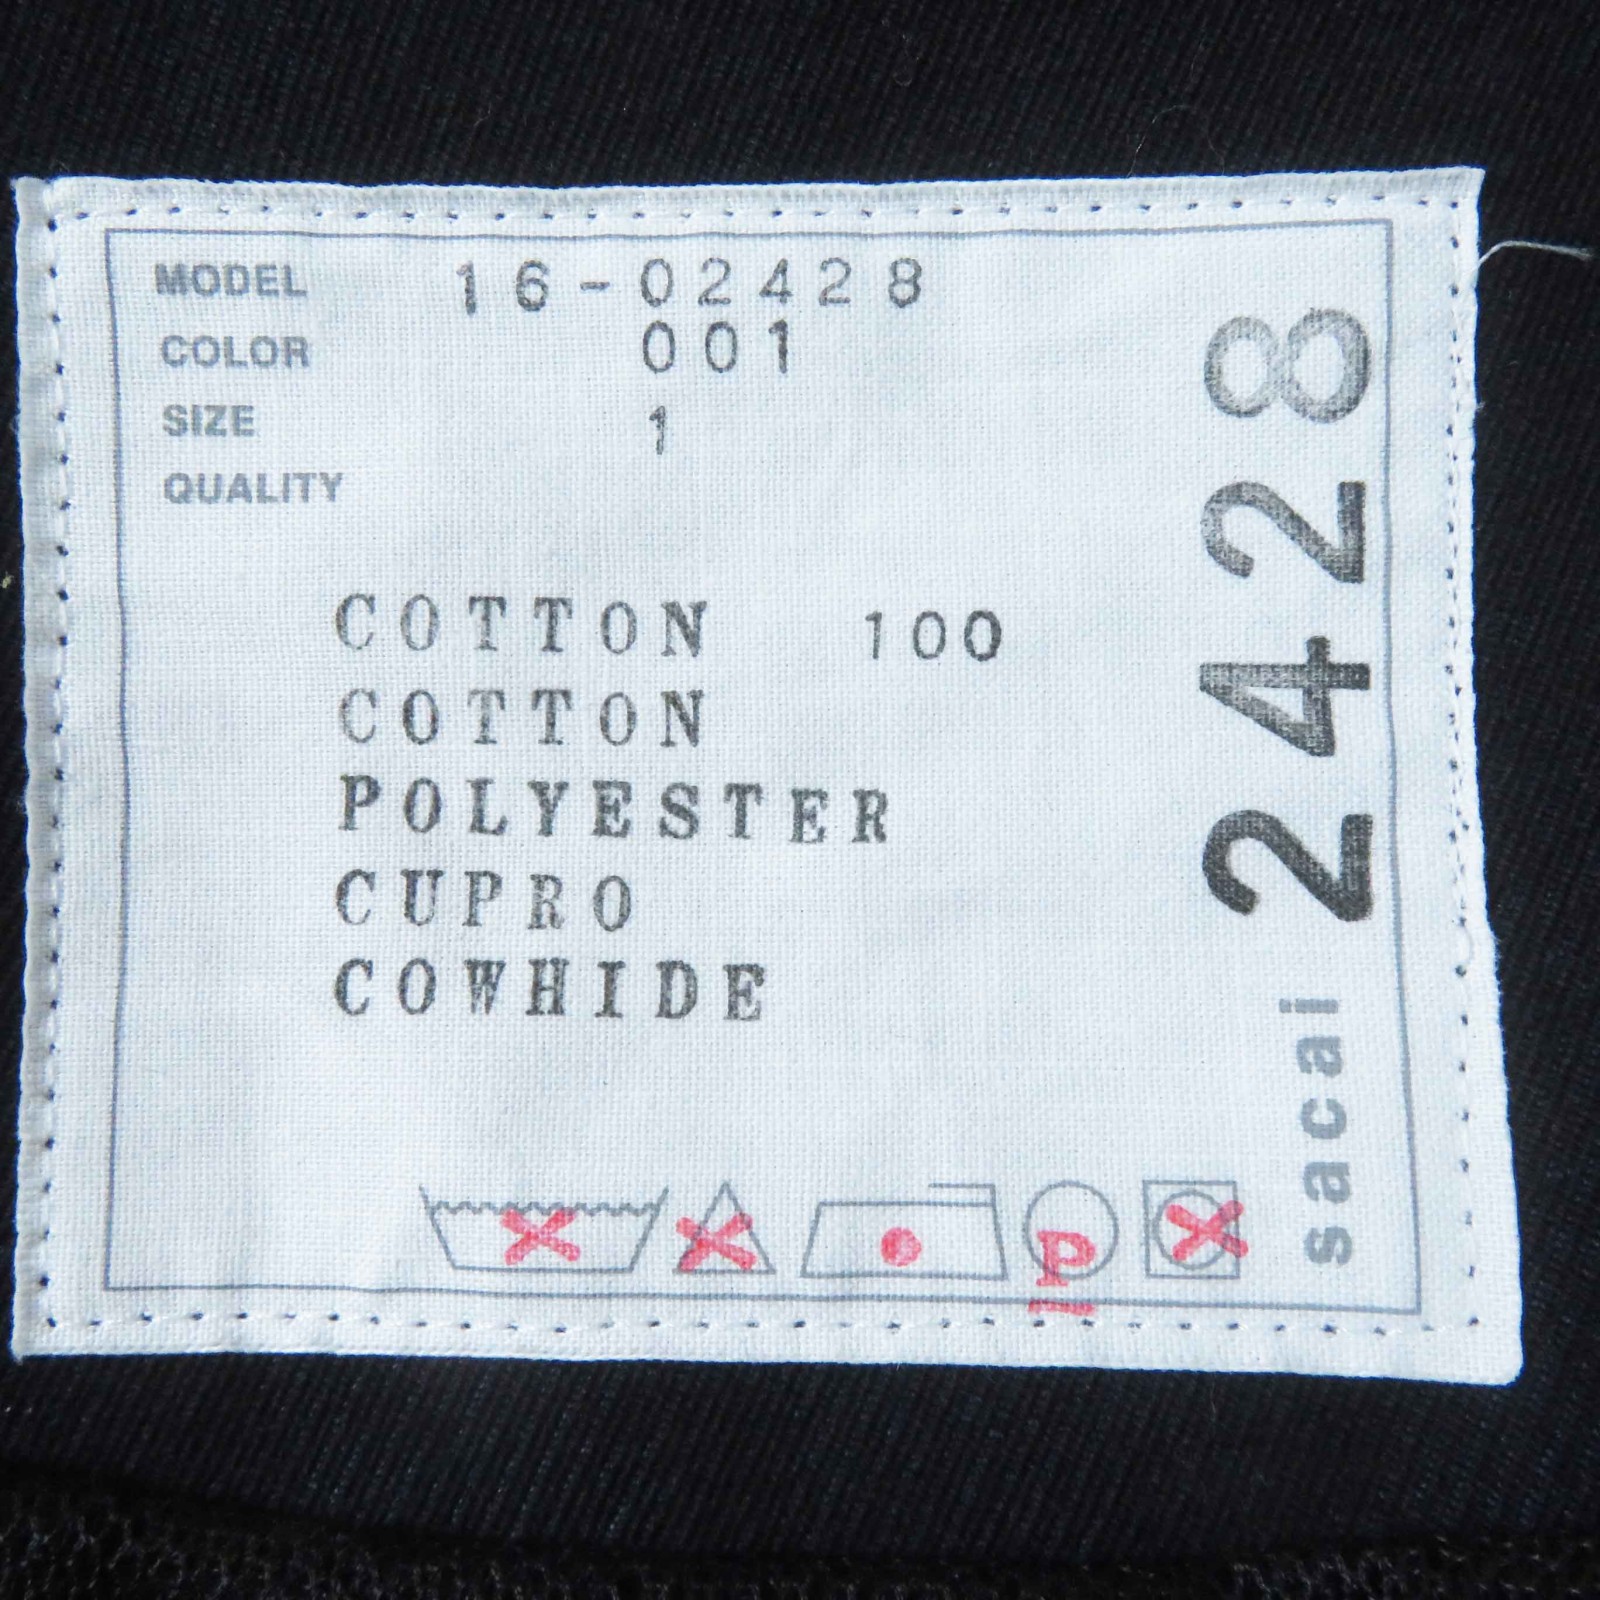 MODEL 16-02428
COLOR 001
SIZE 1
QUALITY
COTTON 100
COTTON
POLYESTER
CUPRO
COWHIDE
P
sacai 2428